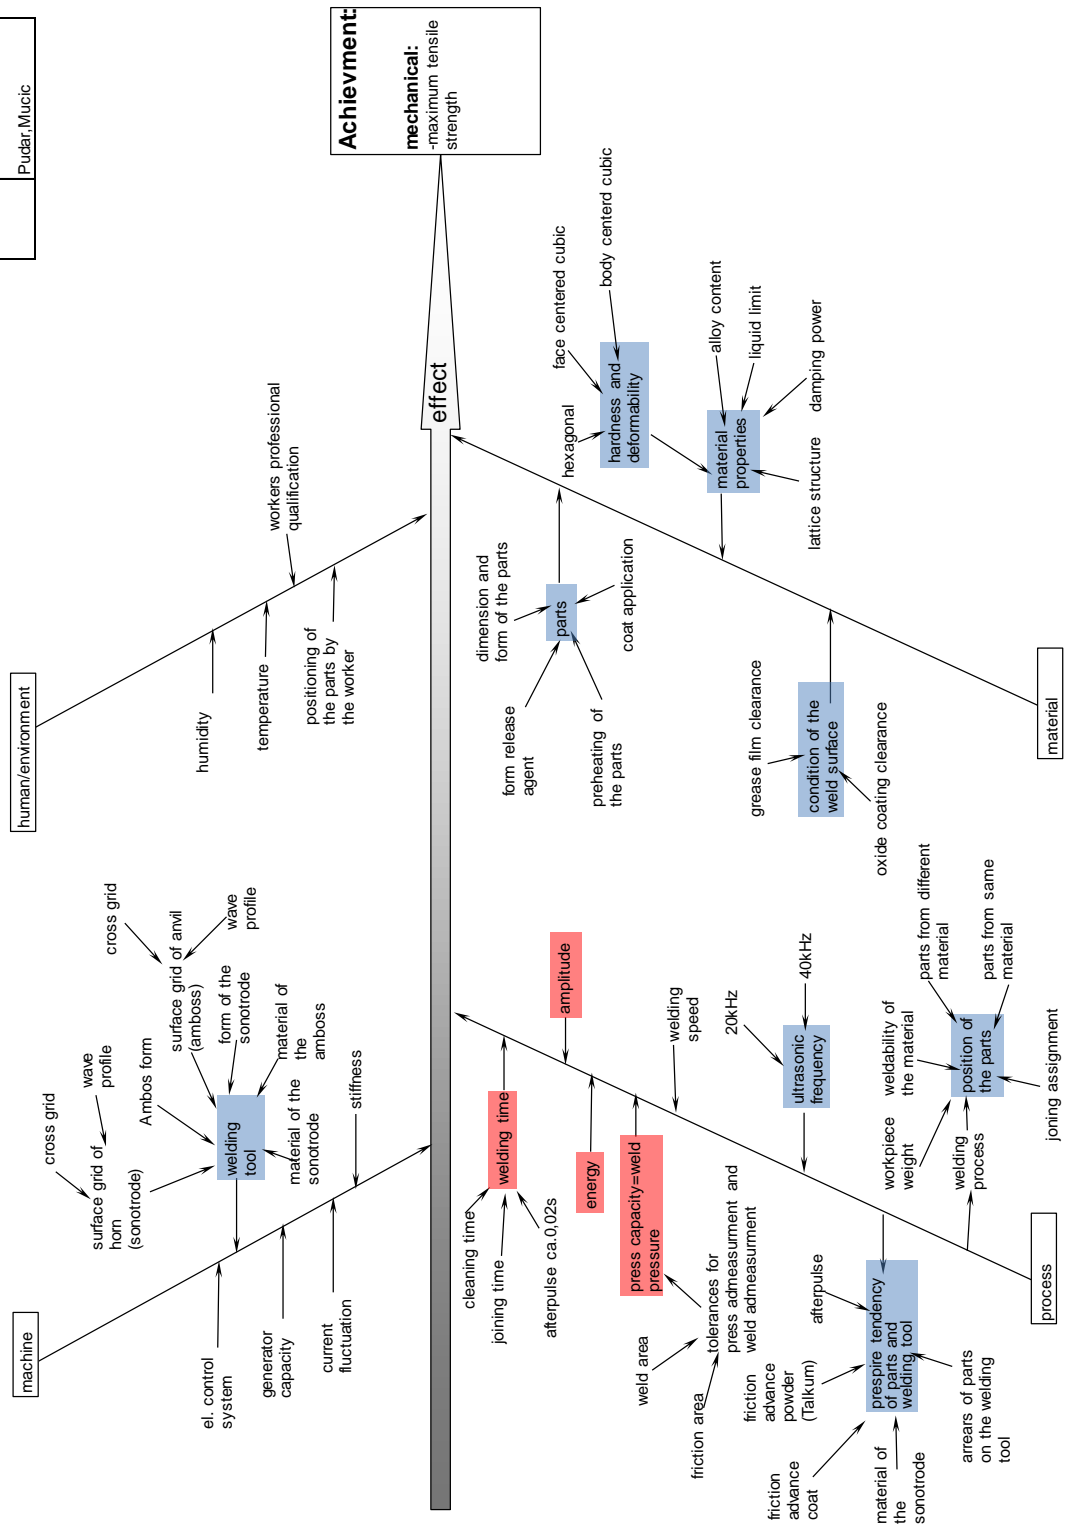 Pudar,Mucic
Achievment:
mechanical:
-maximum tensile
strength
effect
machine
el. control
system
generator
capacity
current
fluctuation
stiffness
welding
tool
surface grid of
horn
(sonotrode)
cross grid
wave
profile
Ambos form
surface grid of anvil
(amboss)
cross grid
wave
profile
form of the
sonotrode
material of
the
amboss
material of the
sonotrode
human/environment
humidity
temperature
positioning of
the parts by
the worker
workers professional
qualification
process
welding time
cleaning time
joining time
afterpulse ca.0,02s
amplitude
energy
press capacity=weld
pressure
tolerances for
press admeasurment and
weld admeasurment
weld area
friction area
welding
speed
ultrasonic
frequency
20kHz
40kHz
prespire tendency
of parts and
welding tool
afterpulse
friction
advance
powder
(Talkum)
friction
advance
coat
material of
the
sonotrode
arrears of parts
on the welding
tool
welding
process
workpiece
weight
position of
the parts
weldability of
the material
parts from different
material
parts from same
material
joning assignment
material
parts
dimension and
form of the parts
form release
agent
preheating of
the parts
coat application
hardness and
deformability
hexagonal
face centered cubic
body centerd cubic
material
properties
alloy content
liquid limit
damping power
lattice structure
condition of the
weld surface
grease film clearance
oxide coating clearance